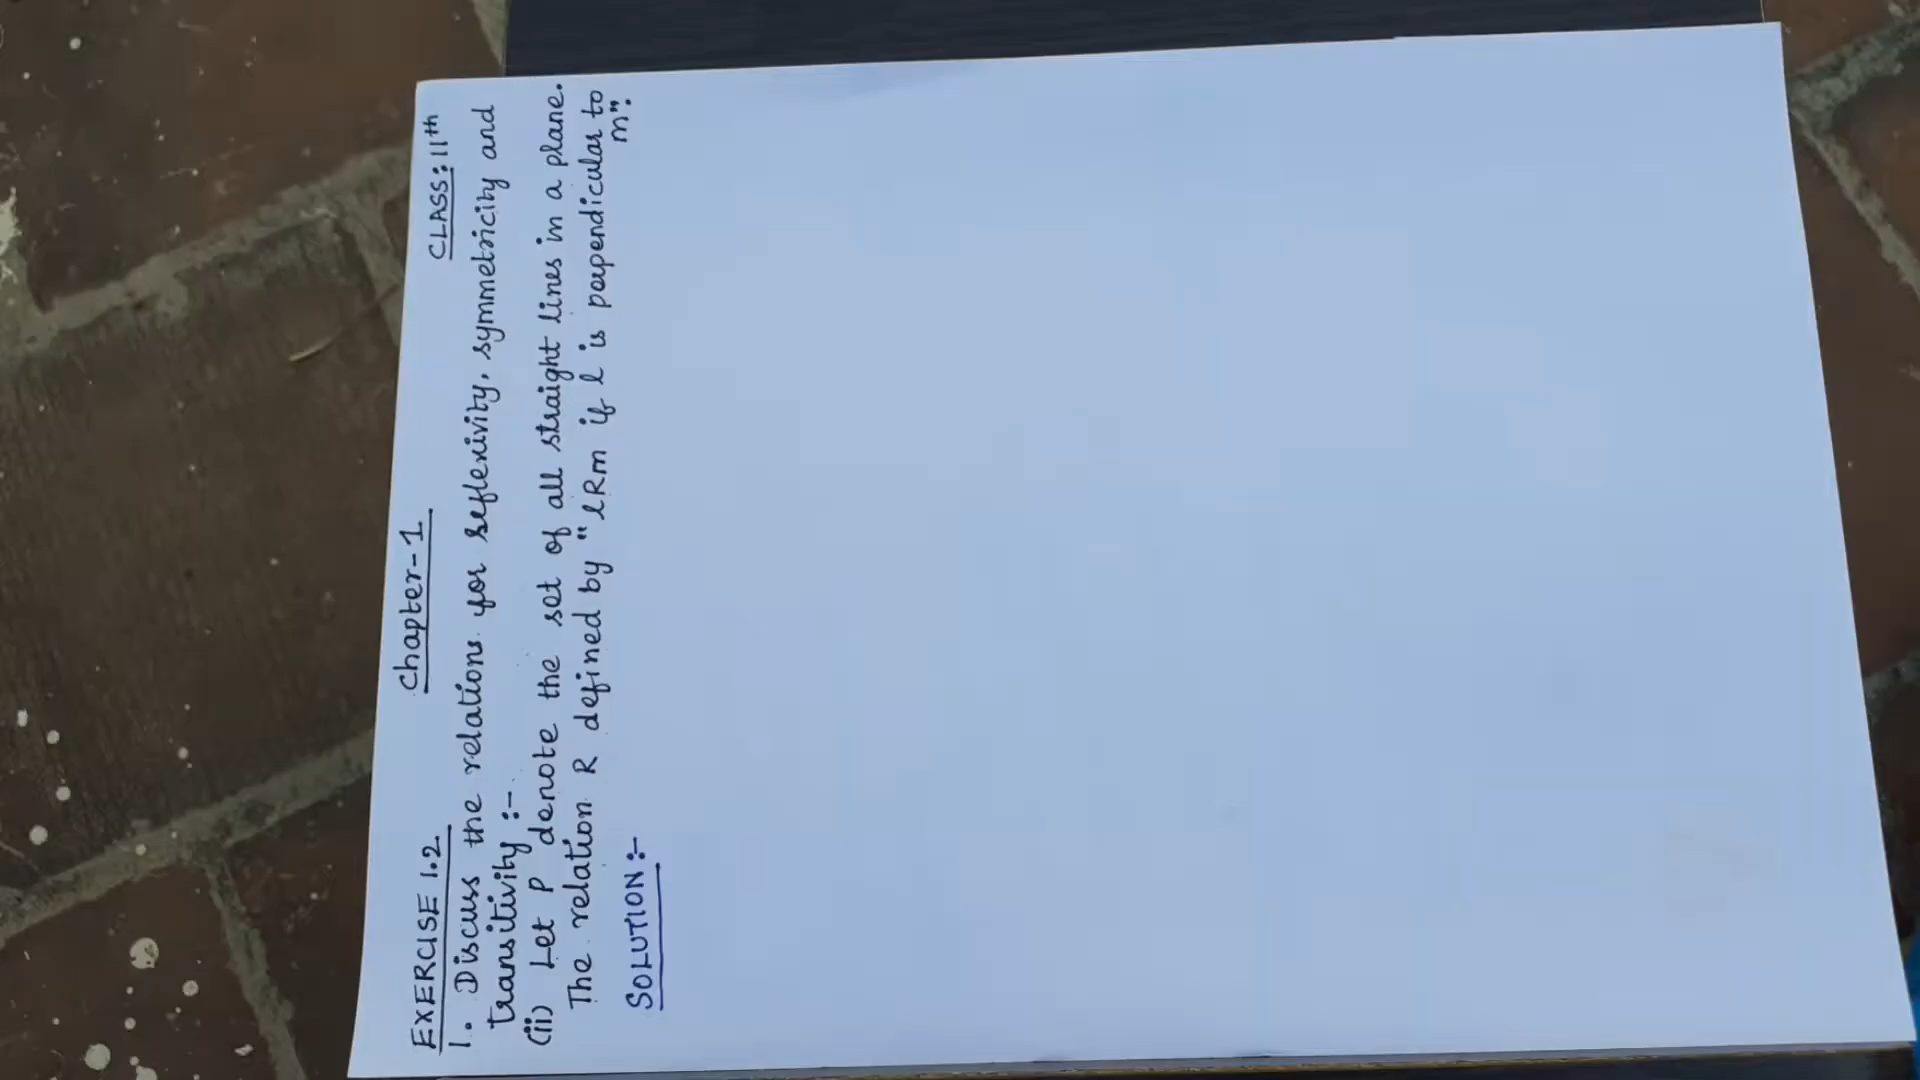 Chapter-1
EXERCISE 1.2 CLASS:11th
1. Discuss the relations for reflexivity, symmetricity and
transitivity :-
(ii) Let P denote the set of all straight lines in a plane.
The relation R defined by "lRm if l is perpendicular to
m".
SOLUTION:-